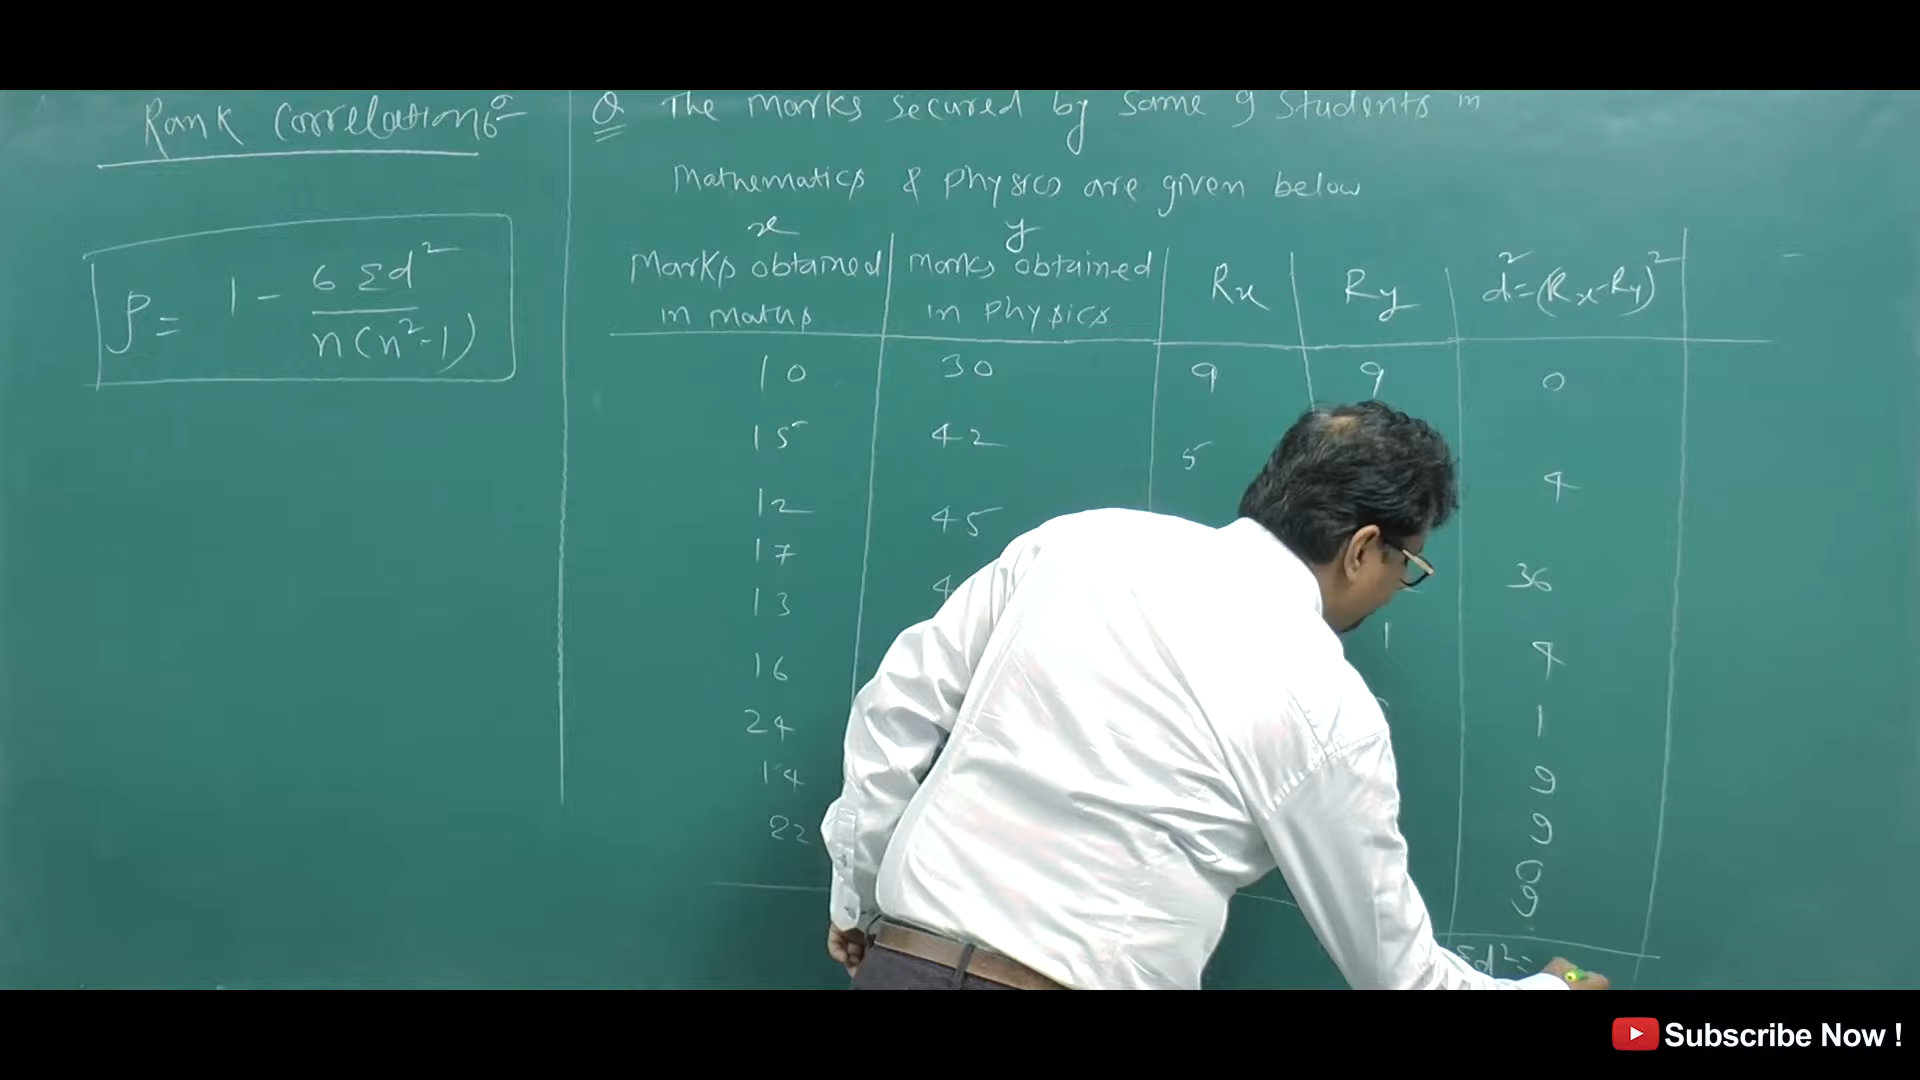 Rank Correlation:-
ρ = 1 - 6 Σd² / n(n²-1)
Q The marks secured by same 9 students in
Mathematics & physics are given below
x y
Marks obtained in maths | marks obtained in physics | Rx | Ry | d²=(Rx-Ry)²
10 30 9 9 0
15 42 5 4
12 45 36
17
13 4 1 4
16
24 1
14 9
22 9
Σd²=
Subscribe Now !